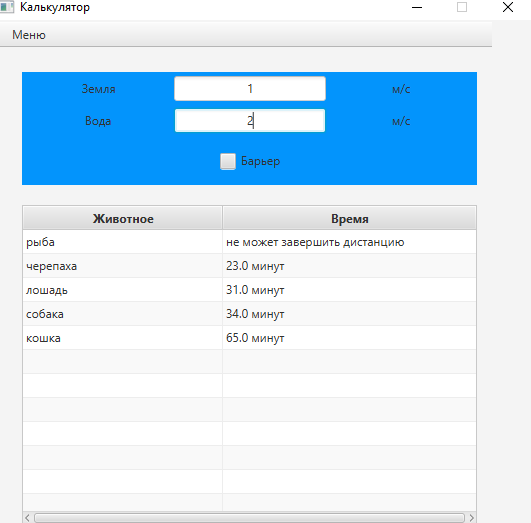 Калькулятор
Меню
Земля 1 м/с
Вода 2 м/с
Барьер
Животное Время
рыба не может завершить дистанцию
черепаха 23.0 минут
лошадь 31.0 минут
собака 34.0 минут
кошка 65.0 минут